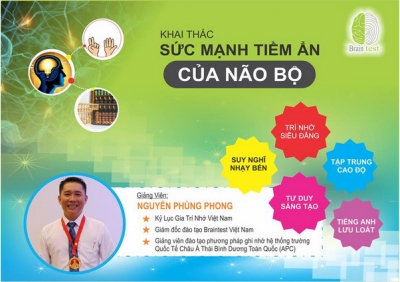 KHAI THÁC
SỨC MẠNH TIỀM ẨN
CỦA NÃO BỘ
Brain test
TRÍ NHỚ
SIÊU ĐẲNG
SUY NGHĨ
NHẠY BÉN
TẬP TRUNG
CAO ĐỘ
TƯ DUY
SÁNG TẠO
TIẾNG ANH
LƯU LOÁT
Giảng Viên:
NGUYỄN PHÙNG PHONG
Kỷ Lục Gia Trí Nhớ Việt Nam
Giám đốc đào tạo Braintest Việt Nam
Giảng viên đào tạo phương pháp ghi nhớ hệ thống trường
Quốc Tế Châu Á Thái Bình Dương Toàn Quốc (APC)